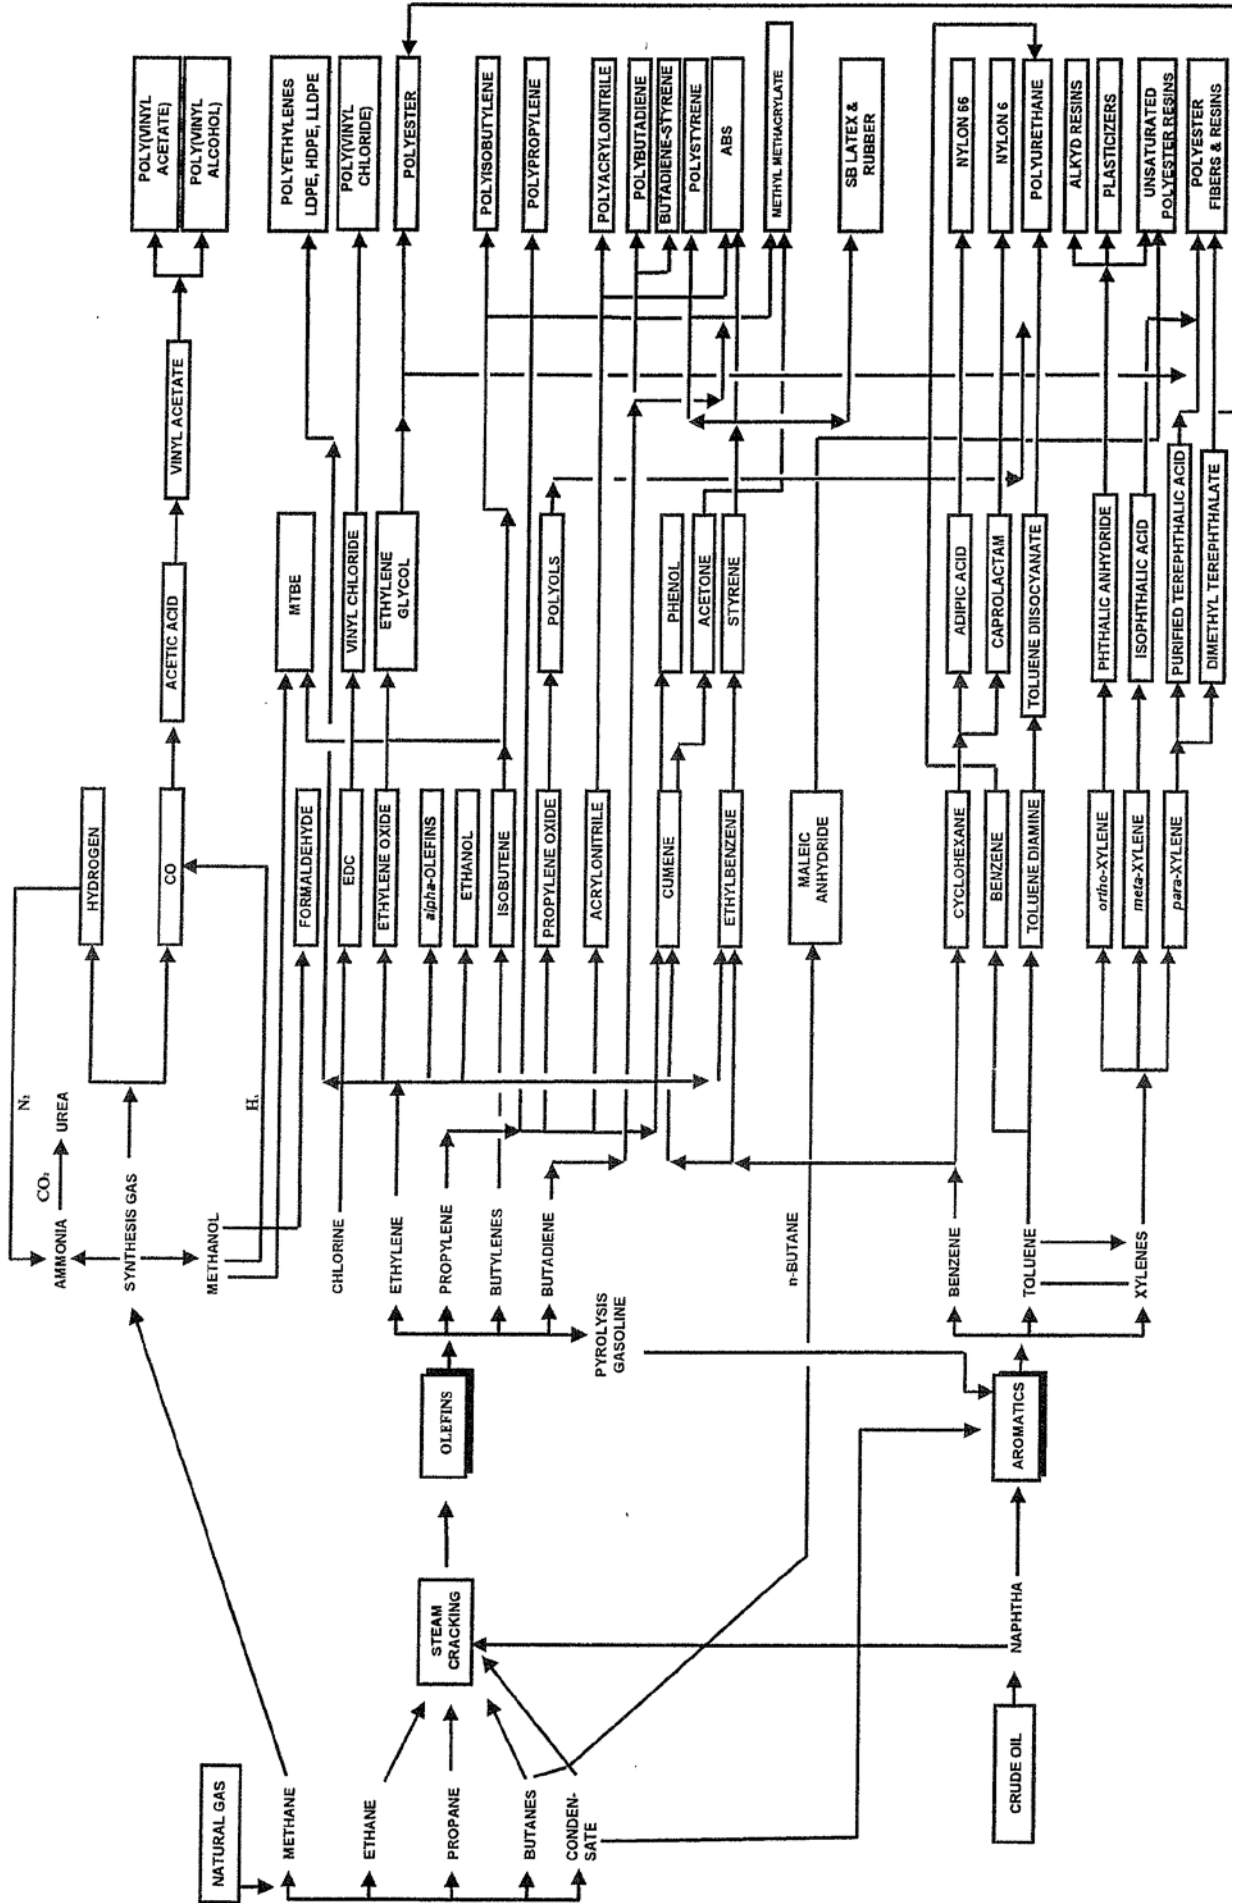 NATURAL GAS
METHANE
ETHANE
PROPANE
BUTANES
CONDEN-
SATE
CRUDE OIL
NAPHTHA
STEAM
CRACKING
OLEFINS
AROMATICS
PYROLYSIS
GASOLINE
n-BUTANE
N₂
CO₂
AMMONIA
UREA
SYNTHESIS GAS
METHANOL
CHLORINE
ETHYLENE
PROPYLENE
BUTYLENES
BUTADIENE
BENZENE
TOLUENE
XYLENES
HYDROGEN
CO
FORMALDEHYDE
EDC
ETHYLENE OXIDE
alpha-OLEFINS
ETHANOL
ISOBUTENE
PROPYLENE OXIDE
ACRYLONITRILE
CUMENE
ETHYLBENZENE
MALEIC
ANHYDRIDE
CYCLOHEXANE
BENZENE
TOLUENE DIAMINE
ortho-XYLENE
meta-XYLENE
para-XYLENE
ACETIC ACID
VINYL ACETATE
MTBE
VINYL CHLORIDE
ETHYLENE
GLYCOL
POLYOLS
PHENOL
ACETONE
STYRENE
ADIPIC ACID
CAPROLACTAM
TOLUENE DIISOCYANATE
PHTHALIC ANHYDRIDE
ISOPHTHALIC ACID
PURIFIED TEREPHTHALIC ACID
DIMETHYL TEREPHTHALATE
POLY(VINYL
ACETATE)
POLY(VINYL
ALCOHOL)
POLYETHYLENES
LDPE, HDPE, LLDPE
POLY(VINYL
CHLORIDE)
POLYESTER
POLYISOBUTYLENE
POLYPROPYLENE
POLYACRYLONITRILE
POLYBUTADIENE
BUTADIENE-STYRENE
POLYSTYRENE
ABS
METHYL METHACRYLATE
SB LATEX &
RUBBER
NYLON 66
NYLON 6
POLYURETHANE
ALKYD RESINS
PLASTICIZERS
UNSATURATED
POLYESTER RESINS
POLYESTER
FIBERS & RESINS